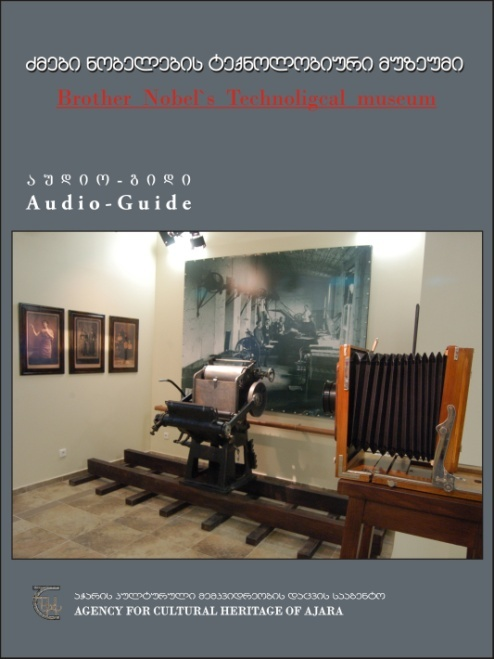 ძმები ნობელების ტექნოლოგიური მუზეუმი
Brother Nobel`s Technoligcal museum
აუდიო-გიდი
Audio-Guide
აჭარის კულტურული მემკვიდრეობის დაცვის სააგენტო
AGENCY FOR CULTURAL HERITAGE OF AJARA